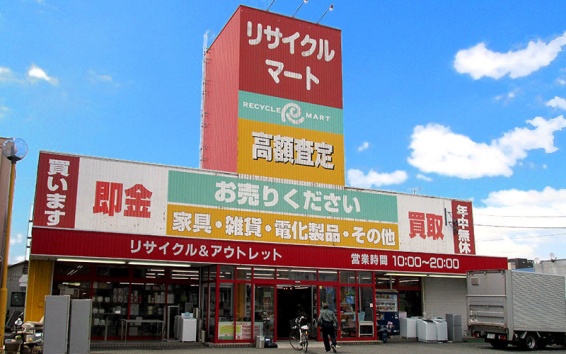 リサイクル
マート
RECYCLE MART
高額査定
買います
即金
お売りください
家具・雑貨・電化製品・その他
買取
年中無休
リサイクル&アウトレット
営業時間 10:00~20:00